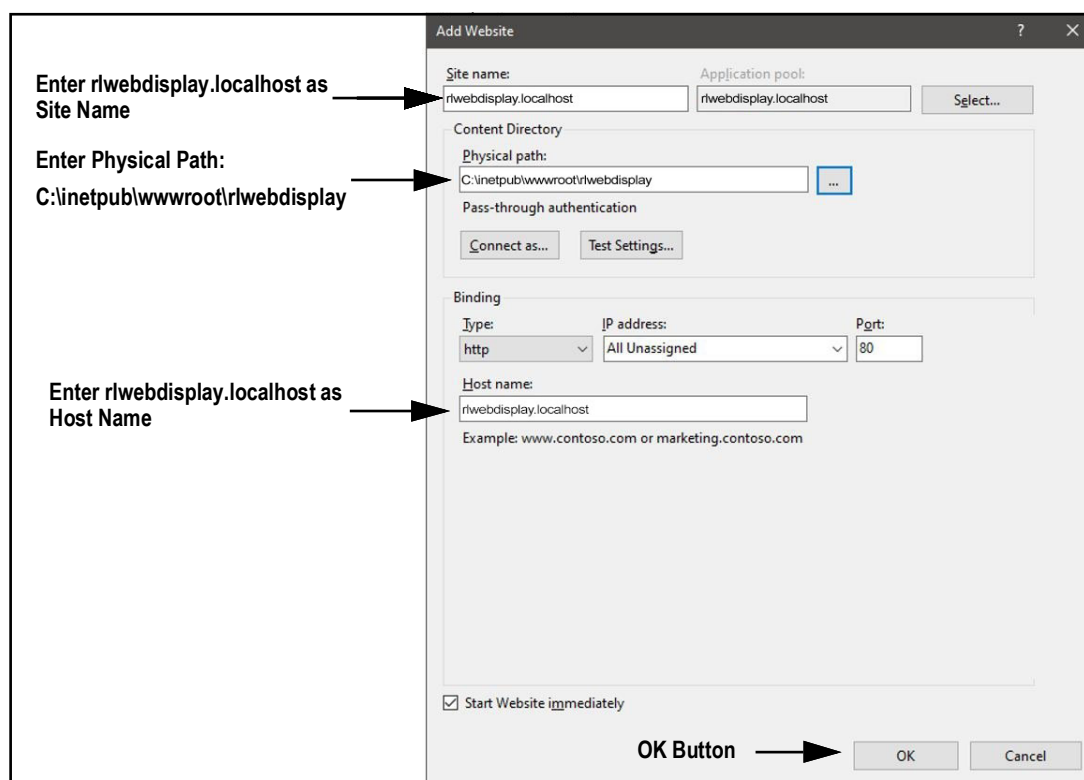 Add Website
?
X
Enter rlwebdisplay.localhost as
Site Name
Site name:
Application pool:
rlwebdisplay.localhost
rlwebdisplay.localhost
Select...
Content Directory
Enter Physical Path:
C:\inetpub\wwwroot\rlwebdisplay
Physical path:
C:\inetpub\wwwroot\rlwebdisplay
...
Pass-through authentication
Connect as...
Test Settings...
Binding
Type:
IP address:
Port:
http
All Unassigned
80
Enter rlwebdisplay.localhost as
Host Name
Host name:
rlwebdisplay.localhost
Example: www.contoso.com or marketing.contoso.com
Start Website immediately
OK Button
OK
Cancel